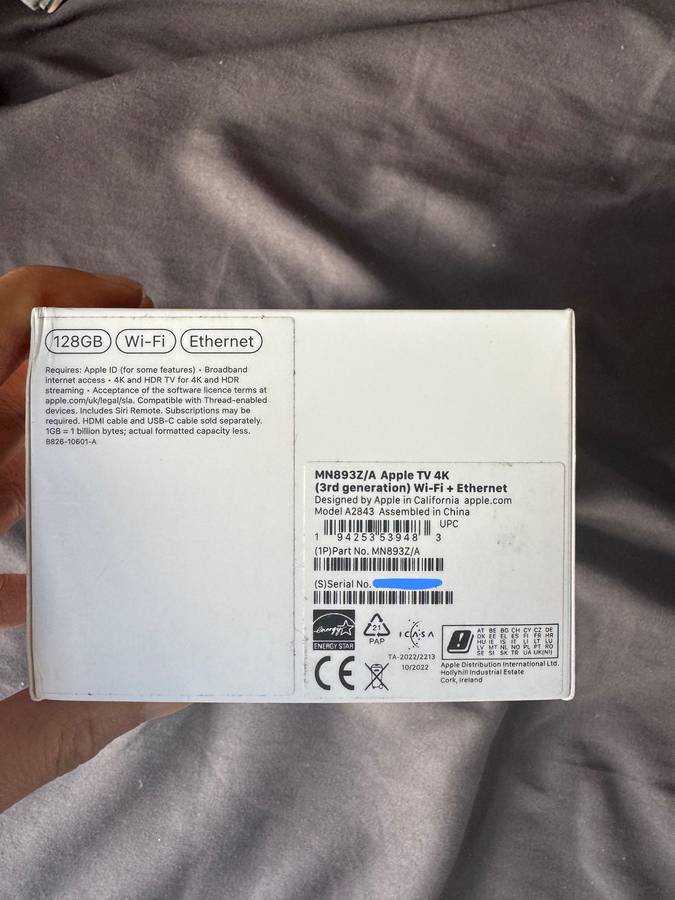 128GB Wi-Fi Ethernet
Requires: Apple ID (for some features) • Broadband
internet access • 4K and HDR TV for 4K and HDR
streaming • Acceptance of the software licence terms at
apple.com/uk/legal/sla. Compatible with Thread-enabled
devices. Includes Siri Remote. Subscriptions may be
required. HDMI cable and USB-C cable sold separately.
1GB = 1 billion bytes; actual formatted capacity less.
B826-10601-A
MN893Z/A Apple TV 4K
(3rd generation) Wi-Fi + Ethernet
Designed by Apple in California apple.com
Model A2843 Assembled in China
UPC
1 94253 53948 3
(1P)Part No. MN893Z/A
(S)Serial No.
energy
ENERGY STAR
21
PAP
ICASA
TA-2022/2213
10/2022
CE
AT BE BG CH CY CZ DE
DK EE EL ES FI FR HR
HU IE IS IT LI LT LU
LV MT NL NO PL PT RO
SE SI SK TR UA UK(NI)
Apple Distribution International Ltd.
Hollyhill Industrial Estate
Cork, Ireland